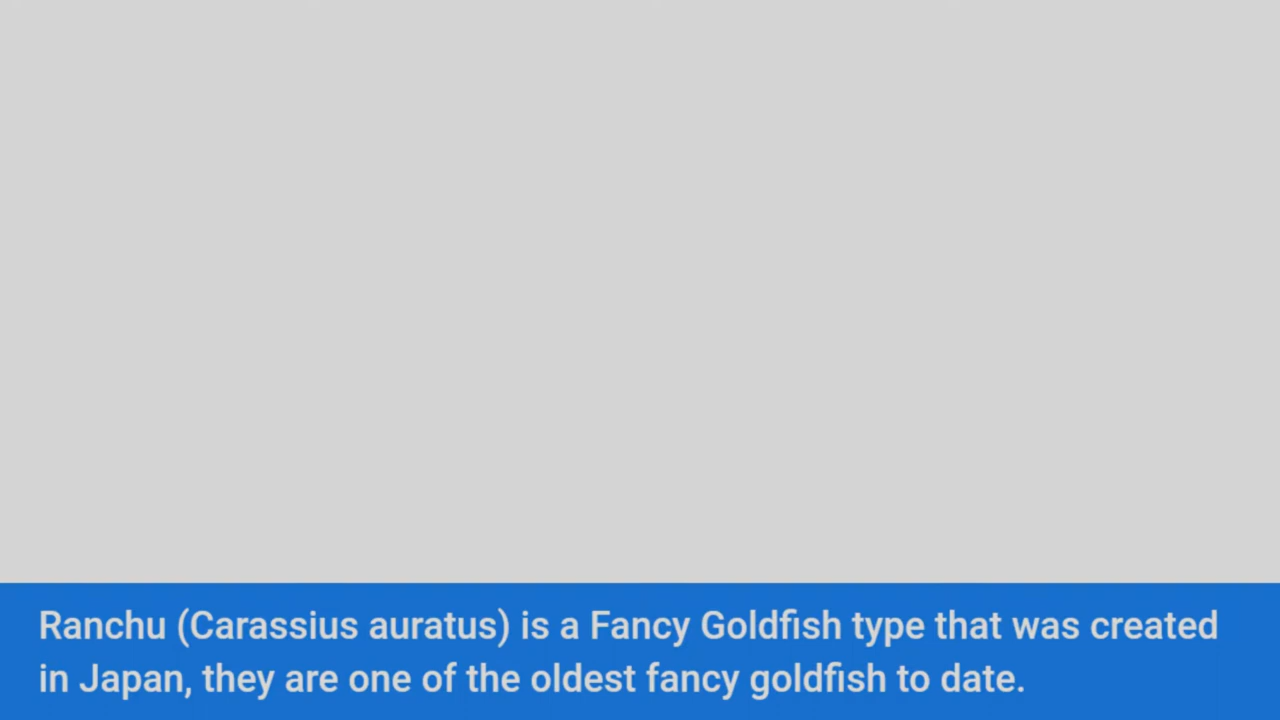 Ranchu (Carassius auratus) is a Fancy Goldfish type that was created
in Japan, they are one of the oldest fancy goldfish to date.